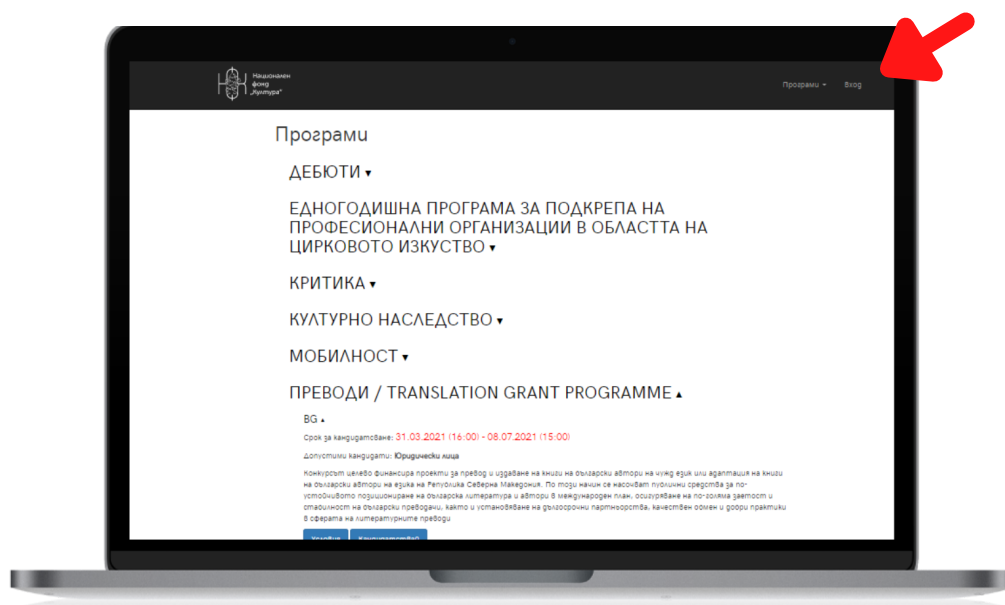 Национален
фонд
„Култура“
Програми
Вход
Програми
ДЕБЮТИ
ЕДНОГОДИШНА ПРОГРАМА ЗА ПОДКРЕПА НА
ПРОФЕСИОНАЛНИ ОРГАНИЗАЦИИ В ОБЛАСТТА НА
ЦИРКОВОТО ИЗКУСТВО
КРИТИКА
КУЛТУРНО НАСЛЕДСТВО
МОБИЛНОСТ
ПРЕВОДИ / TRANSLATION GRANT PROGRAMME
BG
Срок за кандидатстване: 31.03.2021 (16:00) - 08.07.2021 (15:00)
Допустими кандидати: Юридически лица
Конкурсът целево финансира проекти за превод и издаване на книги на български автори на чужд език или адаптация на книги
на български автори на езика на Република Северна Македония. По този начин се насочват публични средства за по-
устойчивото позициониране на българска литература и автори в международен план, осигуряване на по-голяма заетост и
стабилност на български преводачи, както и установяване на дългосрочни партньорства, качествен обмен и добри практики
в сферата на литературните преводи
Условия
Кандидатствай